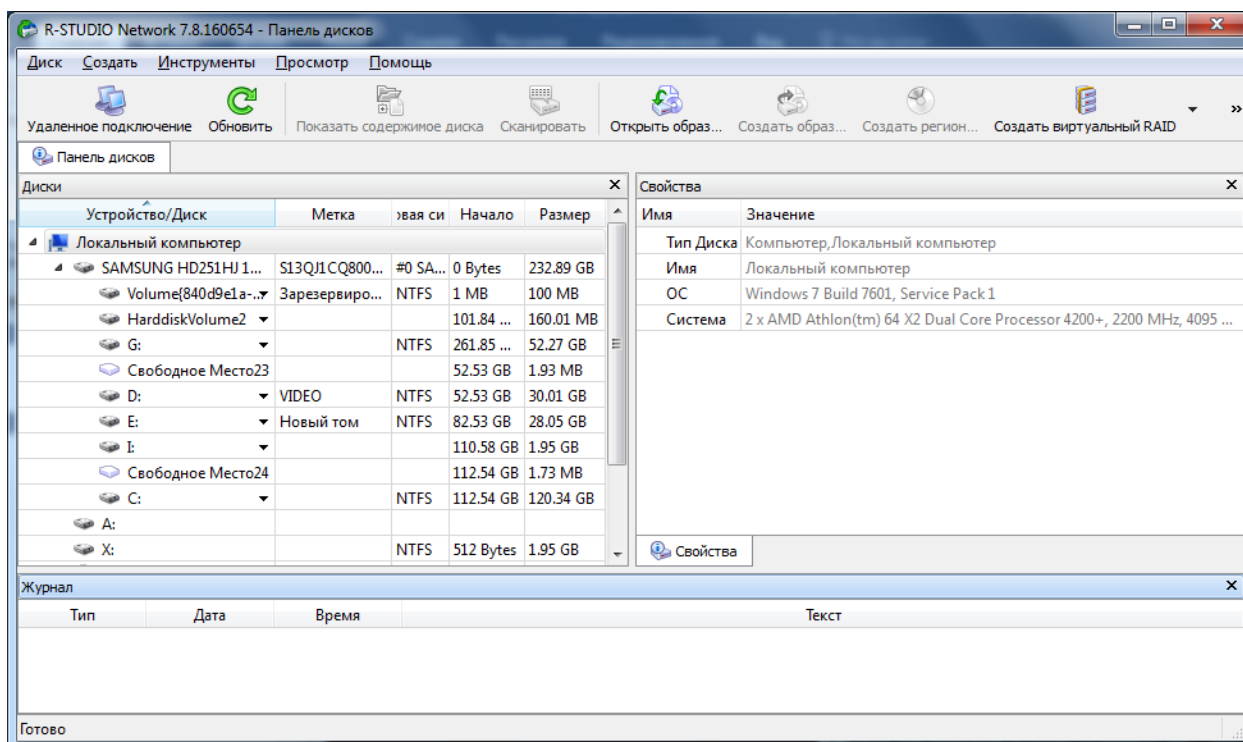 R-STUDIO Network 7.8.160654 - Панель дисков
Диск Создать Инструменты Просмотр Помощь
Удаленное подключение Обновить Показать содержимое диска Сканировать Открыть образ... Создать образ... Создать регион... Создать виртуальный RAID »
Панель дисков
Диски
Устройство/Диск Метка эвая си Начало Размер
Локальный компьютер
SAMSUNG HD251HJ 1... S13QJ1CQ800... #0 SA... 0 Bytes 232.89 GB
Volume{840d9e1a-... Зарезервиро... NTFS 1 MB 100 MB
HarddiskVolume2 101.84 ... 160.01 MB
G: NTFS 261.85 ... 52.27 GB
Свободное Место23 52.53 GB 1.93 MB
D: VIDEO NTFS 52.53 GB 30.01 GB
E: Новый том NTFS 82.53 GB 28.05 GB
I: 110.58 GB 1.95 GB
Свободное Место24 112.54 GB 1.73 MB
C: NTFS 112.54 GB 120.34 GB
A:
X: NTFS 512 Bytes 1.95 GB
Свойства
Имя Значение
Тип Диска Компьютер,Локальный компьютер
Имя Локальный компьютер
ОС Windows 7 Build 7601, Service Pack 1
Система 2 x AMD Athlon(tm) 64 X2 Dual Core Processor 4200+, 2200 MHz, 4095 ...
Свойства
Журнал
Тип Дата Время Текст
Готово